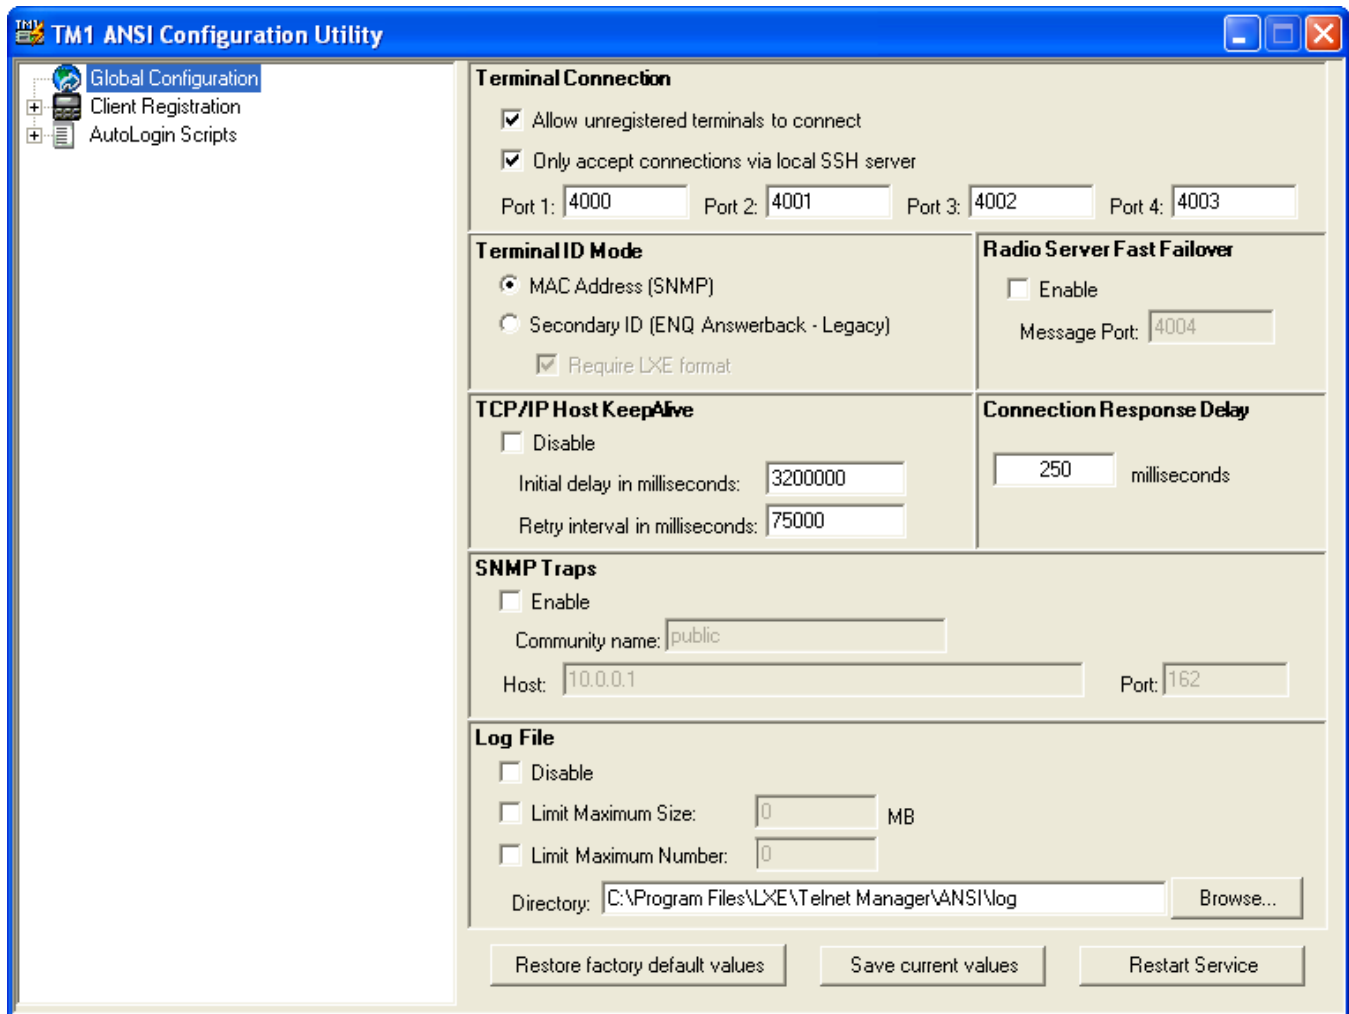 TM1 ANSI Configuration Utility
Global Configuration
Client Registration
AutoLogin Scripts
Terminal Connection
Allow unregistered terminals to connect
Only accept connections via local SSH server
Port 1: 4000 Port 2: 4001 Port 3: 4002 Port 4: 4003
Terminal ID Mode
MAC Address (SNMP)
Secondary ID (ENQ Answerback - Legacy)
Require LXE format
Radio Server Fast Failover
Enable
Message Port: 4004
TCP/IP Host KeepAlive
Disable
Initial delay in milliseconds: 3200000
Retry interval in milliseconds: 75000
Connection Response Delay
250 milliseconds
SNMP Traps
Enable
Community name: public
Host: 10.0.0.1 Port: 162
Log File
Disable
Limit Maximum Size: 0 MB
Limit Maximum Number: 0
Directory: C:\Program Files\LXE\Telnet Manager\ANSI\log Browse...
Restore factory default values Save current values Restart Service